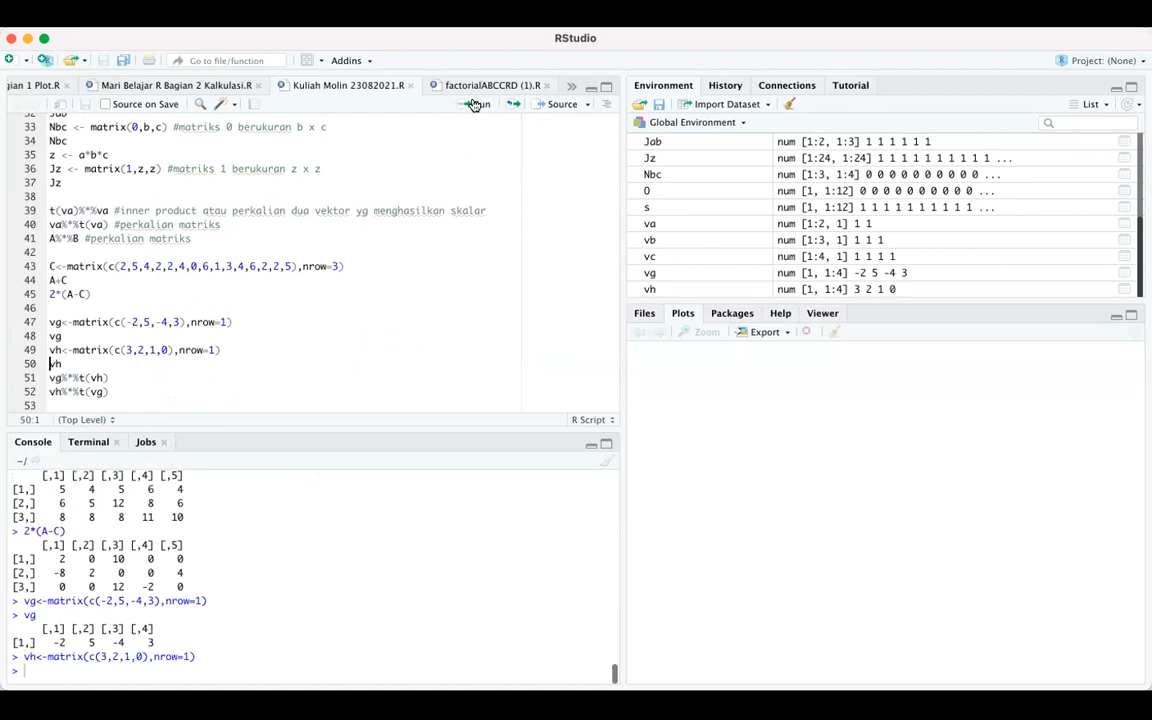 RStudio
Go to file/function
Addins
Project: (None)
gian 1 Plot.R
Mari Belajar R Bagian 2 Kalkulasi.R
Kuliah Molin 23082021.R
factorialABCCRD (1).R
Source on Save
Run
Source
32 Jab
33 Nbc <- matrix(0,b,c) #matriks 0 berukuran b x c
34 Nbc
35 z <- a*b*c
36 Jz <- matrix(1,z,z) #matriks 1 berukuran z x z
37 Jz
38
39 t(va)%*%va #inner product atau perkalian dua vektor yg menghasilkan skalar
40 va%*%t(va) #perkalian matriks
41 A%*%B #perkalian matriks
42
43 C<-matrix(c(2,5,4,2,2,4,0,6,1,3,4,6,2,2,5),nrow=3)
44 A+C
45 2*(A-C)
46
47 vg<-matrix(c(-2,5,-4,3),nrow=1)
48 vg
49 vh<-matrix(c(3,2,1,0),nrow=1)
50 vh
51 vg%*%t(vh)
52 vh%*%t(vg)
53
50:1 (Top Level) R Script
Console Terminal Jobs
~/
[,1] [,2] [,3] [,4] [,5]
[1,] 5 4 5 6 4
[2,] 6 5 12 8 6
[3,] 8 8 8 11 10
> 2*(A-C)
[,1] [,2] [,3] [,4] [,5]
[1,] 2 0 10 0 0
[2,] -8 2 0 0 4
[3,] 0 0 12 -2 0
> vg<-matrix(c(-2,5,-4,3),nrow=1)
> vg
[,1] [,2] [,3] [,4]
[1,] -2 5 -4 3
> vh<-matrix(c(3,2,1,0),nrow=1)
>
Environment History Connections Tutorial
Import Dataset
List
Global Environment
Jab num [1:2, 1:3] 1 1 1 1 1 1
Jz num [1:24, 1:24] 1 1 1 1 1 1 1 1 1 1 ...
Nbc num [1:3, 1:4] 0 0 0 0 0 0 0 0 0 0 ...
O num [1, 1:12] 0 0 0 0 0 0 0 0 0 0 ...
s num [1, 1:12] 1 1 1 1 1 1 1 1 1 1 ...
va num [1:2, 1] 1 1
vb num [1:3, 1] 1 1 1
vc num [1:4, 1] 1 1 1 1
vg num [1, 1:4] -2 5 -4 3
vh num [1, 1:4] 3 2 1 0
Files Plots Packages Help Viewer
Zoom Export